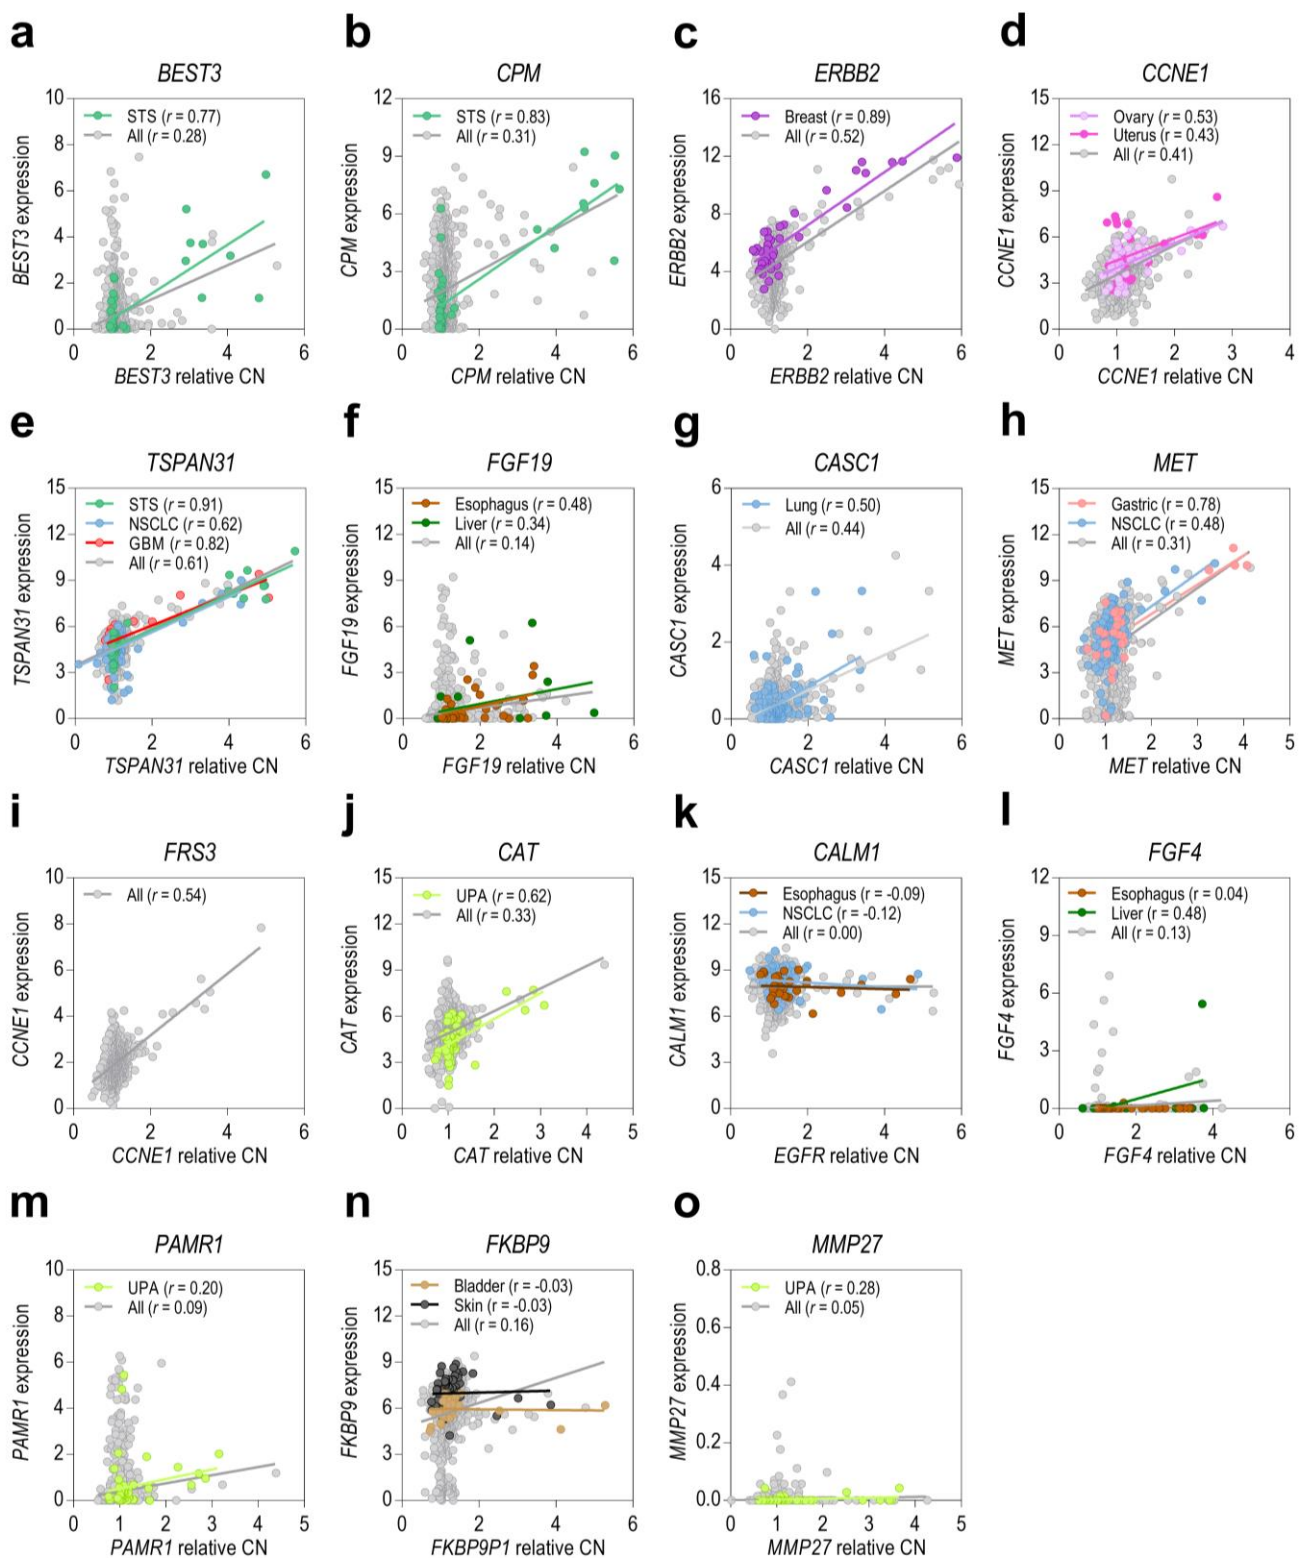 a
BEST3
STS (r = 0.77)
All (r = 0.28)
BEST3 expression
10
8
6
4
2
0
0 2 4 6
BEST3 relative CN
b
CPM
STS (r = 0.83)
All (r = 0.31)
CPM expression
12
9
6
3
0
0 2 4 6
CPM relative CN
c
ERBB2
Breast (r = 0.89)
All (r = 0.52)
ERBB2 expression
16
12
8
4
0
0 2 4 6
ERBB2 relative CN
d
CCNE1
Ovary (r = 0.53)
Uterus (r = 0.43)
All (r = 0.41)
CCNE1 expression
15
12
9
6
3
0
0 1 2 3 4
CCNE1 relative CN
e
TSPAN31
STS (r = 0.91)
NSCLC (r = 0.62)
GBM (r = 0.82)
All (r = 0.61)
TSPAN31 expression
15
12
9
6
3
0
0 2 4 6
TSPAN31 relative CN
f
FGF19
Esophagus (r = 0.48)
Liver (r = 0.34)
All (r = 0.14)
FGF19 expression
15
12
9
6
3
0
0 2 4 6
FGF19 relative CN
g
CASC1
Lung (r = 0.50)
All (r = 0.44)
CASC1 expression
6
4
2
0
0 2 4 6
CASC1 relative CN
h
MET
Gastric (r = 0.78)
NSCLC (r = 0.48)
All (r = 0.31)
MET expression
15
12
9
6
3
0
0 1 2 3 4 5
MET relative CN
i
FRS3
All (r = 0.54)
CCNE1 expression
10
8
6
4
2
0
0 2 4 6
CCNE1 relative CN
j
CAT
UPA (r = 0.62)
All (r = 0.33)
CAT expression
15
12
9
6
3
0
0 1 2 3 4 5
CAT relative CN
k
CALM1
Esophagus (r = -0.09)
NSCLC (r = -0.12)
All (r = 0.00)
CALM1 expression
15
12
9
6
3
0
0 2 4 6
EGFR relative CN
l
FGF4
Esophagus (r = 0.04)
Liver (r = 0.48)
All (r = 0.13)
FGF4 expression
12
9
6
3
0
0 2 4 6
FGF4 relative CN
m
PAMR1
UPA (r = 0.20)
All (r = 0.09)
PAMR1 expression
10
8
6
4
2
0
0 1 2 3 4 5
PAMR1 relative CN
n
FKBP9
Bladder (r = -0.03)
Skin (r = -0.03)
All (r = 0.16)
FKBP9 expression
15
12
9
6
3
0
0 2 4 6
FKBP9P1 relative CN
o
MMP27
UPA (r = 0.28)
All (r = 0.05)
MMP27 expression
0.8
0.6
0.4
0.2
0.0
0 1 2 3 4 5
MMP27 relative CN